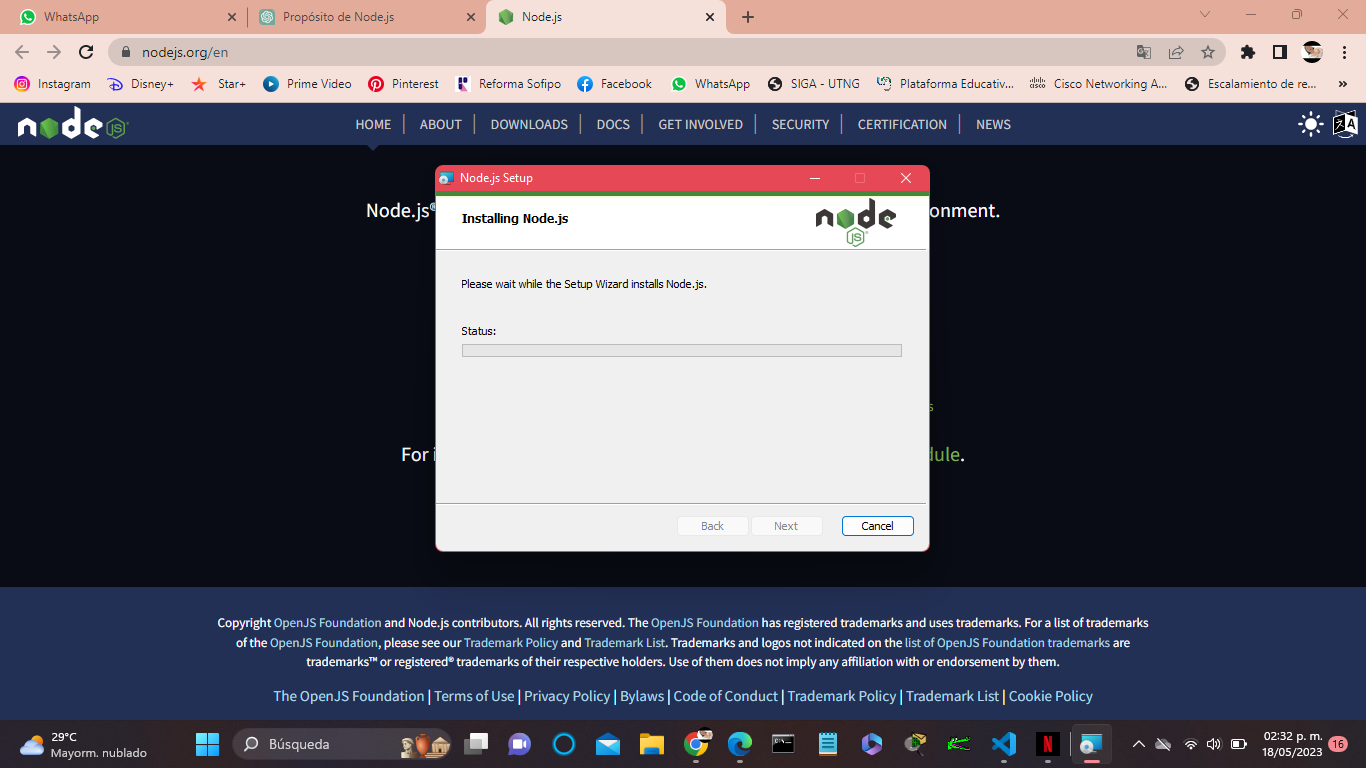 WhatsApp
Propósito de Node.js
Node.js
nodejs.org/en
Instagram
Disney+
Star+
Prime Video
Pinterest
Reforma Sofipo
Facebook
WhatsApp
SIGA - UTNG
Plataforma Educativ...
Cisco Networking A...
Escalamiento de re...
node JS
HOME
ABOUT
DOWNLOADS
DOCS
GET INVOLVED
SECURITY
CERTIFICATION
NEWS
Node.js Setup
Node.js®
onment.
Installing Node.js
node JS
Please wait while the Setup Wizard installs Node.js.
Status:
s
For i
dule.
Back
Next
Cancel
Copyright OpenJS Foundation and Node.js contributors. All rights reserved. The OpenJS Foundation has registered trademarks and uses trademarks. For a list of trademarks
of the OpenJS Foundation, please see our Trademark Policy and Trademark List. Trademarks and logos not indicated on the list of OpenJS Foundation trademarks are
trademarks™ or registered® trademarks of their respective holders. Use of them does not imply any affiliation with or endorsement by them.
The OpenJS Foundation | Terms of Use | Privacy Policy | Bylaws | Code of Conduct | Trademark Policy | Trademark List | Cookie Policy
29°C
Mayorm. nublado
Búsqueda
02:32 p. m.
18/05/2023
16